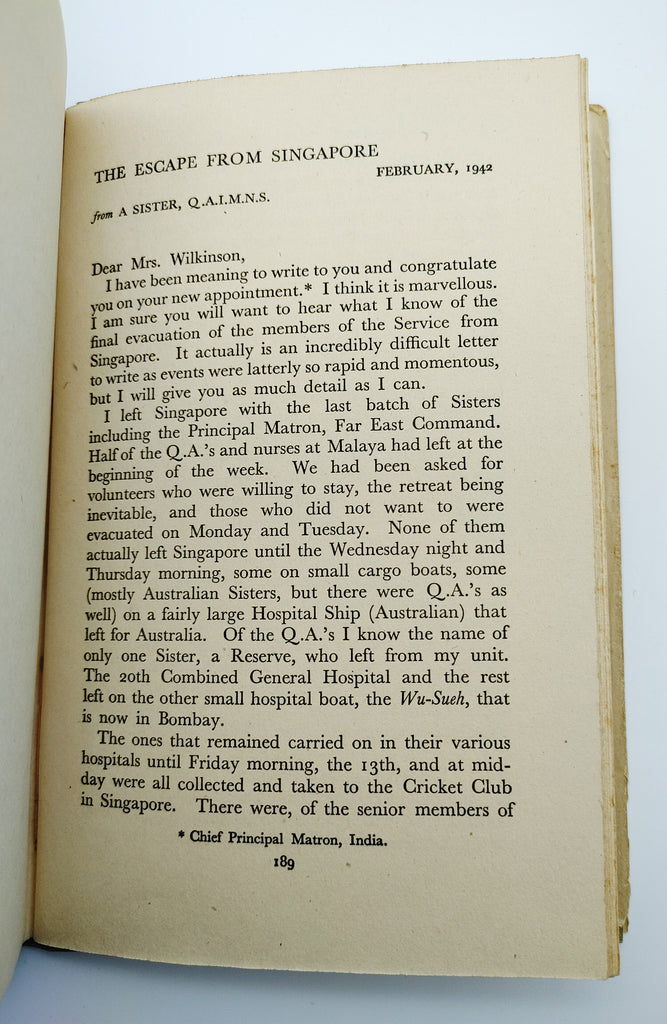 THE ESCAPE FROM SINGAPORE
FEBRUARY, 1942
from A SISTER, Q.A.I.M.N.S.
Dear Mrs. Wilkinson,
I have been meaning to write to you and congratulate
you on your new appointment.* I think it is marvellous.
I am sure you will want to hear what I know of the
final evacuation of the members of the Service from
Singapore. It actually is an incredibly difficult letter
to write as events were latterly so rapid and momentous,
but I will give you as much detail as I can.
I left Singapore with the last batch of Sisters
including the Principal Matron, Far East Command.
Half of the Q.A.'s and nurses at Malaya had left at the
beginning of the week. We had been asked for
volunteers who were willing to stay, the retreat being
inevitable, and those who did not want to were
evacuated on Monday and Tuesday. None of them
actually left Singapore until the Wednesday night and
Thursday morning, some on small cargo boats, some
(mostly Australian Sisters, but there were Q.A.'s as
well) on a fairly large Hospital Ship (Australian) that
left for Australia. Of the Q.A.'s I know the name of
only one Sister, a Reserve, who left from my unit.
The 20th Combined General Hospital and the rest
left on the other small hospital boat, the Wu-Sueh, that
is now in Bombay.
The ones that remained carried on in their various
hospitals until Friday morning, the 13th, and at mid-
day were all collected and taken to the Cricket Club
in Singapore. There were, of the senior members of
* Chief Principal Matron, India.
189